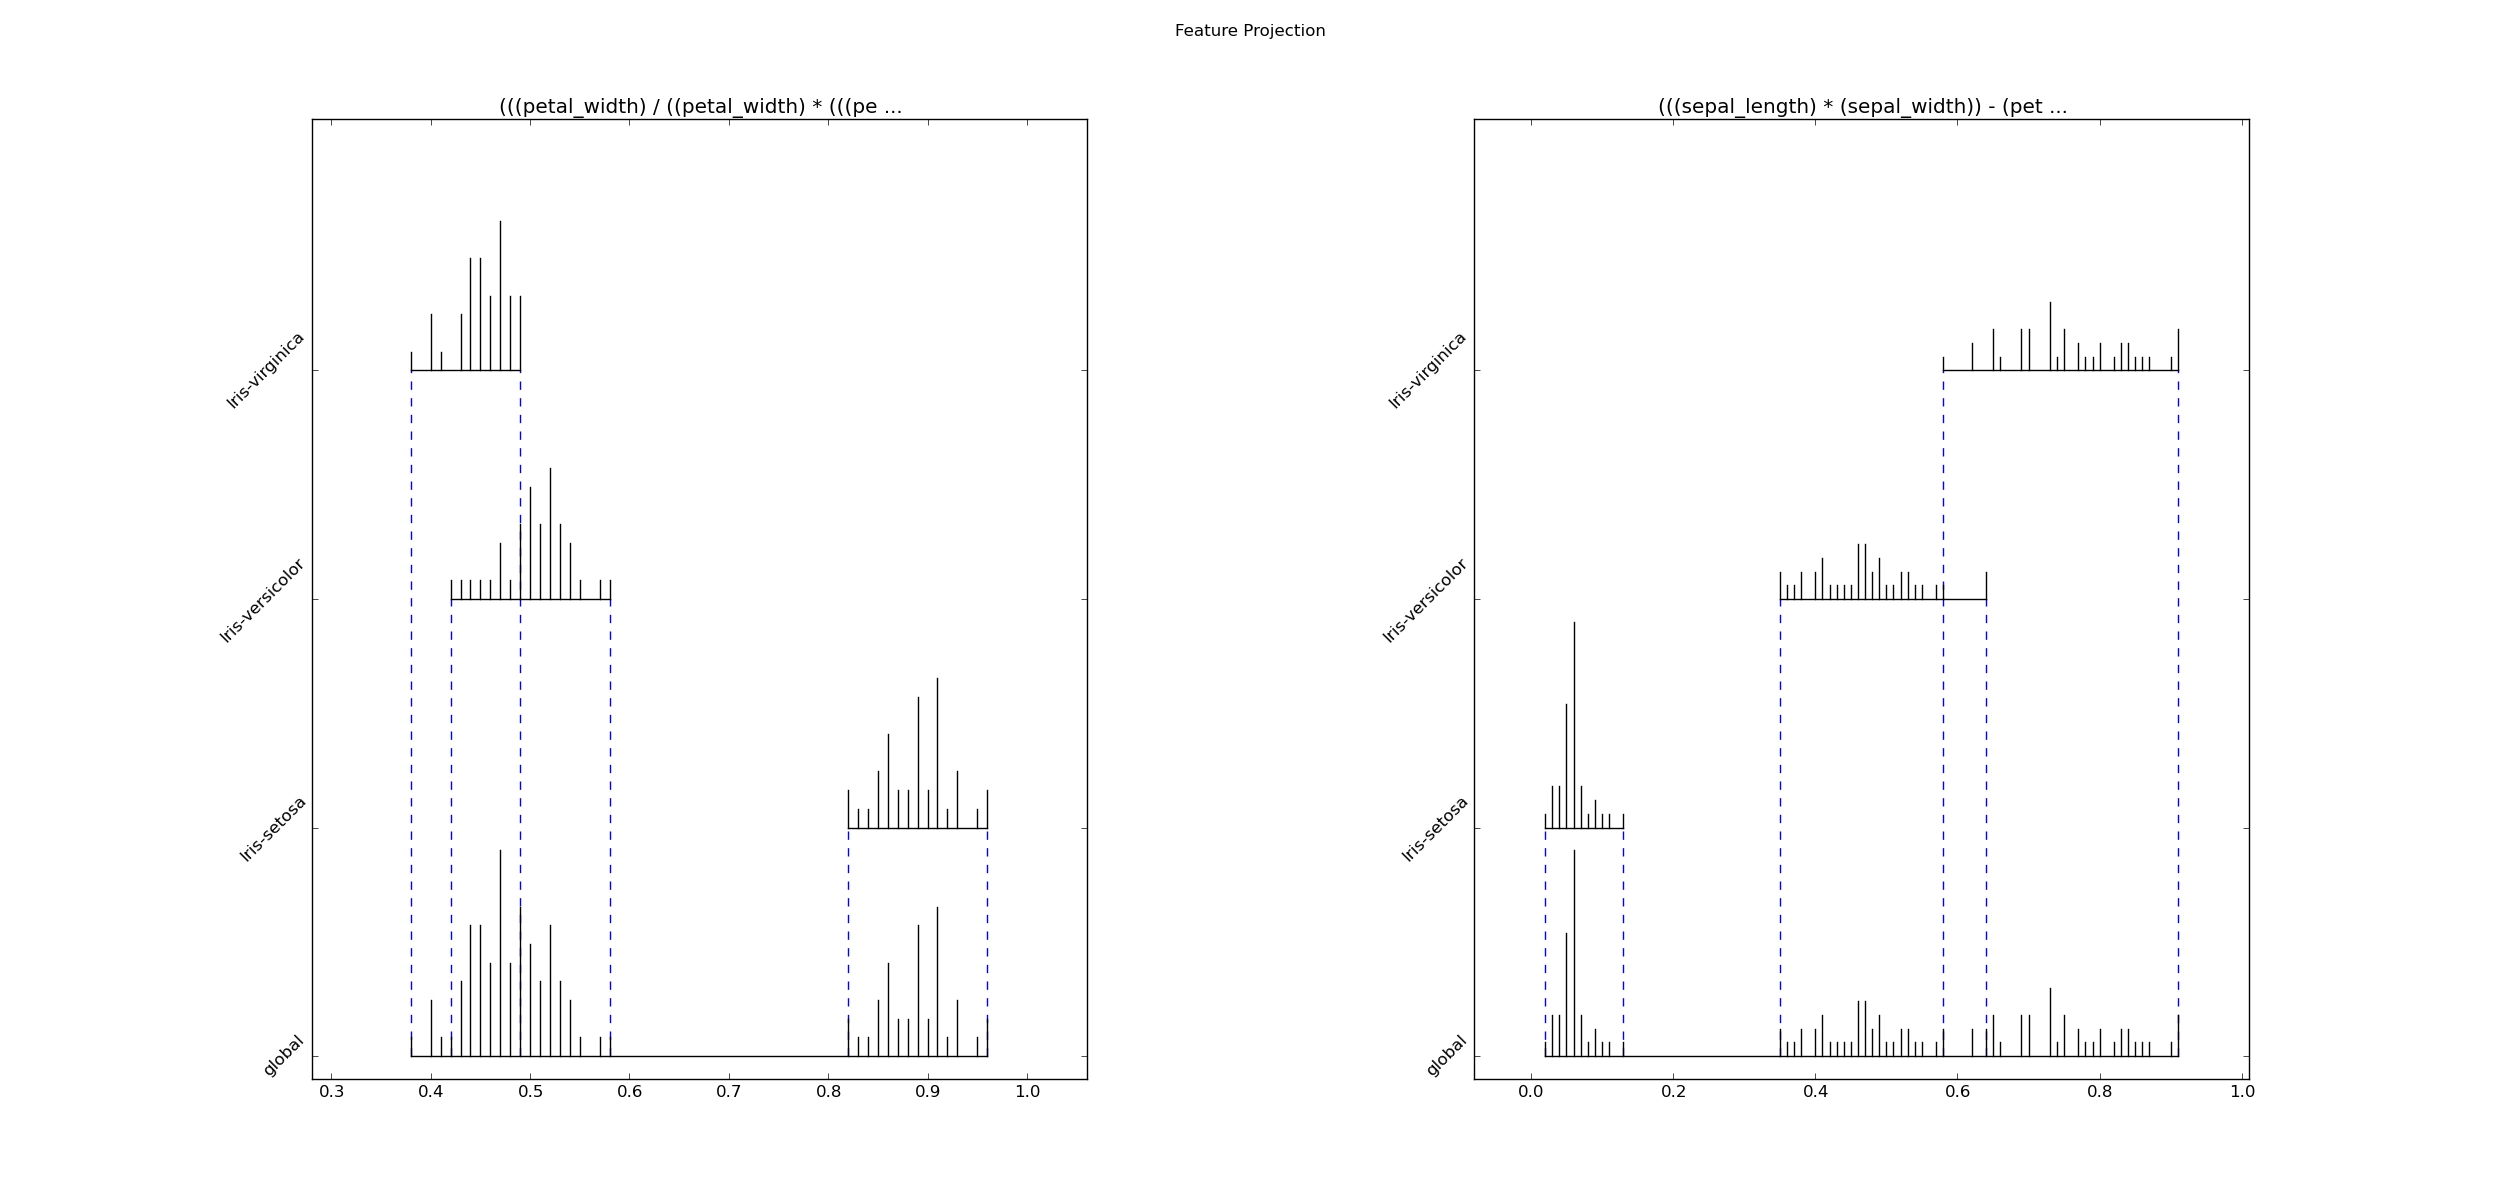 Feature Projection
(((petal_width) / ((petal_width) * (((pe ...
Iris-virginica
Iris-versicolor
Iris-setosa
global
0.3 0.4 0.5 0.6 0.7 0.8 0.9 1.0
(((sepal_length) * (sepal_width)) - (pet ...
Iris-virginica
Iris-versicolor
Iris-setosa
global
0.0 0.2 0.4 0.6 0.8 1.0